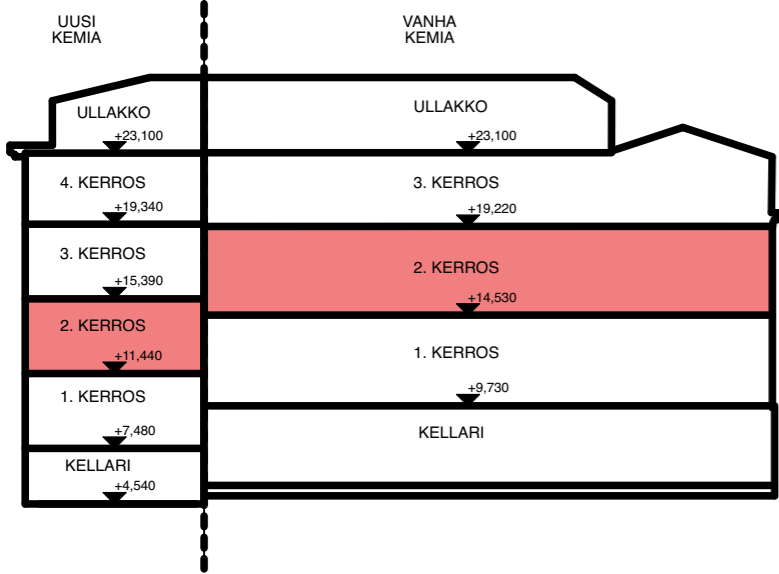 UUSI
KEMIA
ULLAKKO
+23,100
4. KERROS
+19,340
3. KERROS
+15,390
2. KERROS
+11,440
1. KERROS
+7,480
KELLARI
+4,540
VANHA
KEMIA
ULLAKKO
+23,100
3. KERROS
+19,220
2. KERROS
+14,530
1. KERROS
+9,730
KELLARI